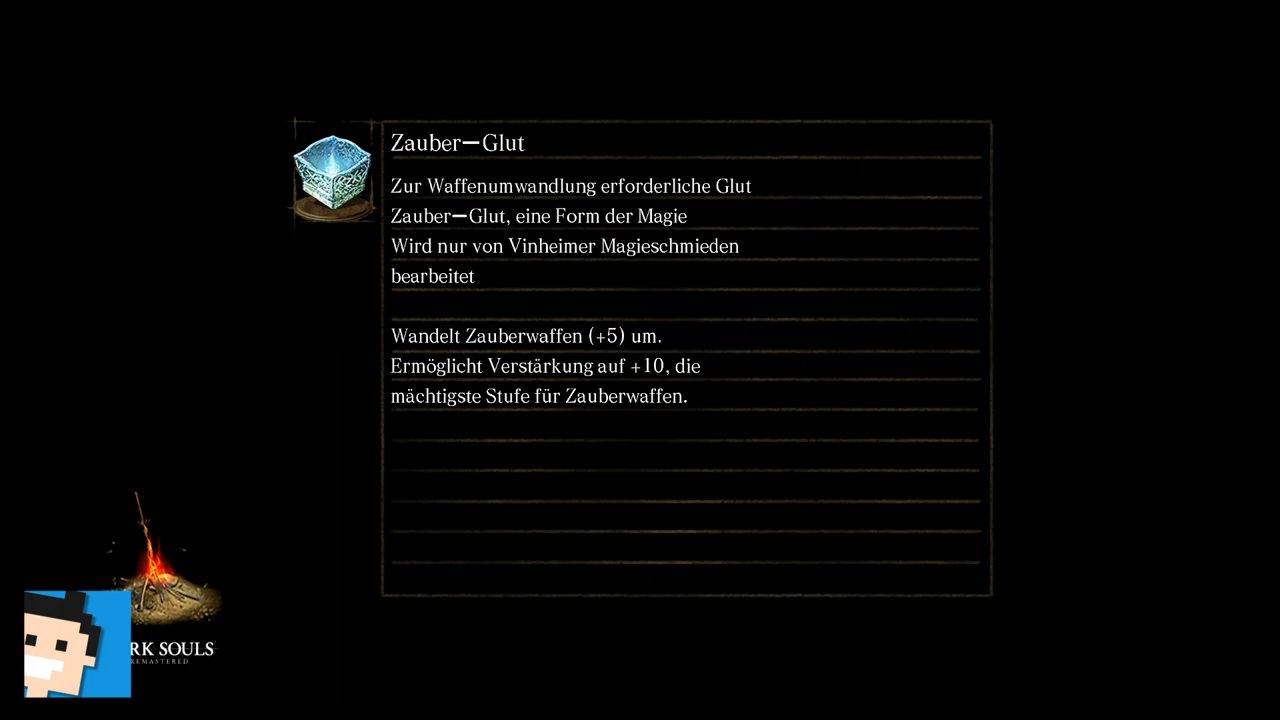 Zauber—Glut
Zur Waffenumwandlung erforderliche Glut
Zauber—Glut, eine Form der Magie
Wird nur von Vinheimer Magieschmieden
bearbeitet
Wandelt Zauberwaffen (+5) um.
Ermöglicht Verstärkung auf +10, die
mächtigste Stufe für Zauberwaffen.
RK SOULS
REMASTERED